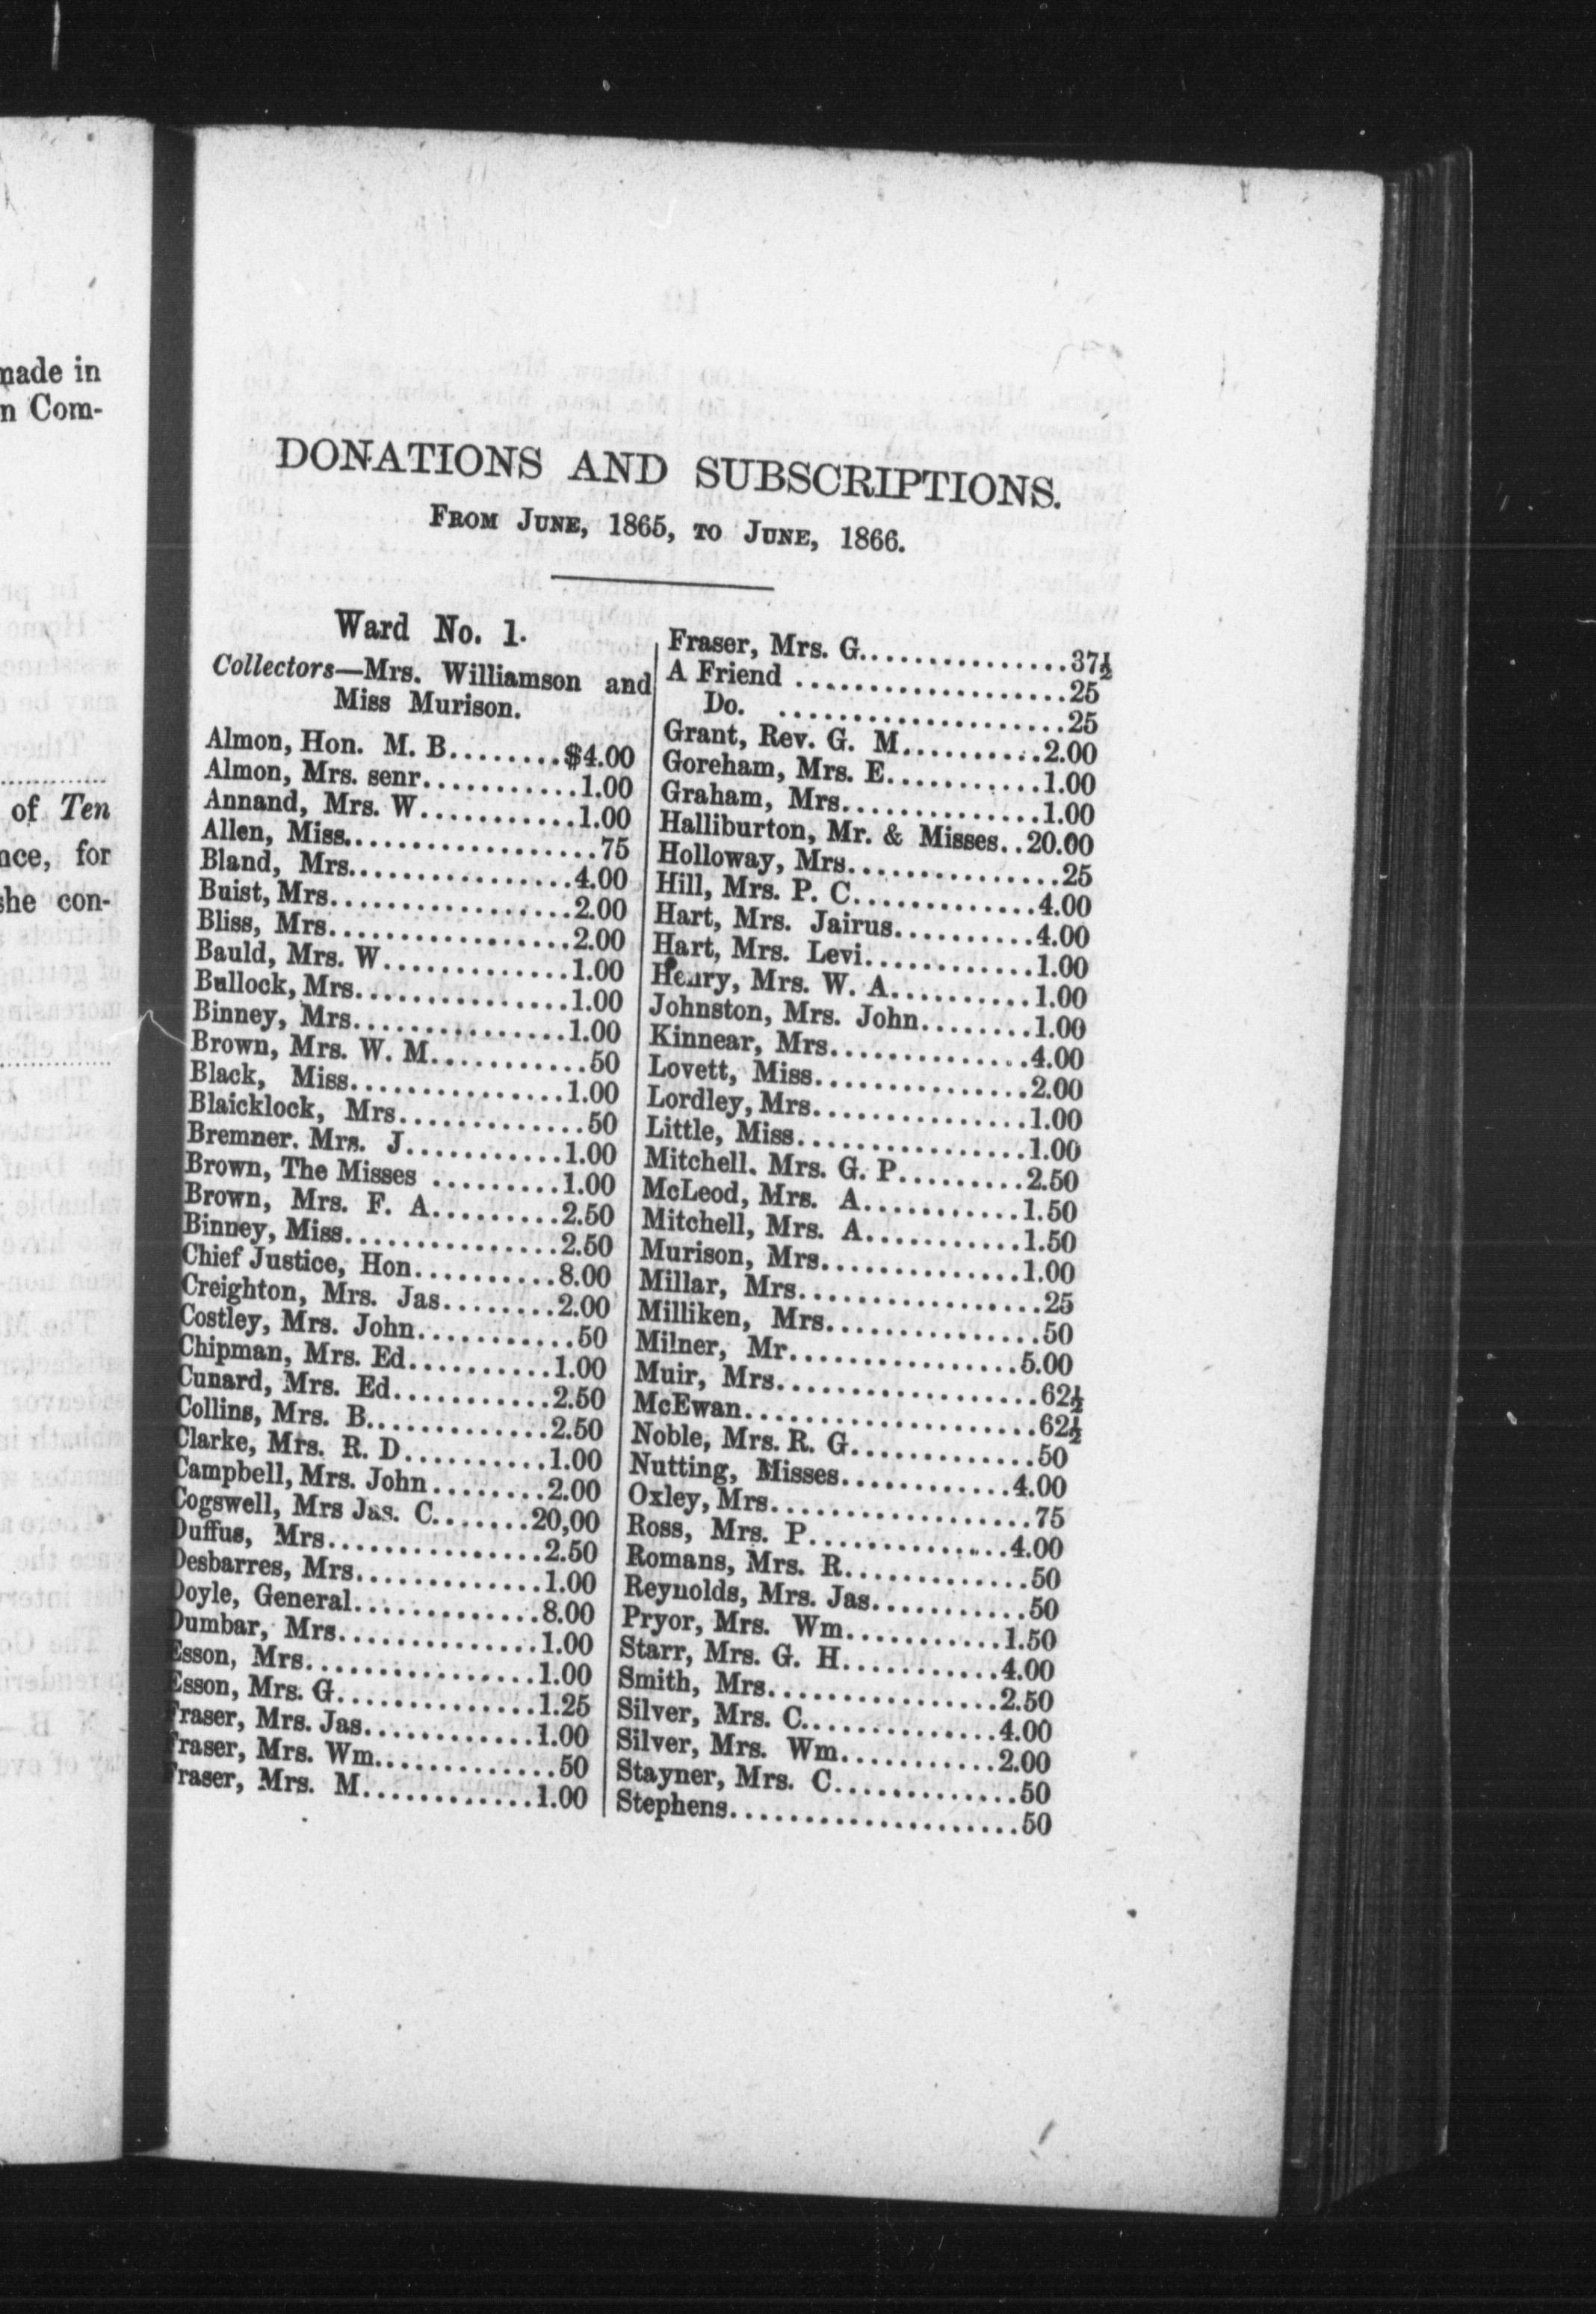 made in
n Com-
of Ten
nce, for
she con-
DONATIONS AND SUBSCRIPTIONS.
FROM JUNE, 1865, TO JUNE, 1866.
Ward No. 1.
Collectors—Mrs. Williamson and
Miss Murison.
Almon, Hon. M. B.........$4.00
Almon, Mrs. senr...........1.00
Annand, Mrs. W...........1.00
Allen, Miss..................75
Bland, Mrs................4.00
Buist, Mrs.................2.00
Bliss, Mrs.................2.00
Bauld, Mrs. W.............1.00
Bullock, Mrs...............1.00
Binney, Mrs...............1.00
Brown, Mrs. W. M...........50
Black, Miss...............1.00
Blaicklock, Mrs.............50
Bremner. Mrs. J...........1.00
Brown, The Misses .........1.00
Brown, Mrs. F. A.........2.50
Binney, Miss...............2.50
Chief Justice, Hon..........8.00
Creighton, Mrs. Jas........2.00
Costley, Mrs. John...........50
Chipman, Mrs. Ed..........1.00
Cunard, Mrs. Ed...........2.50
Collins, Mrs. B.............2.50
Clarke, Mrs. R. D..........1.00
Campbell, Mrs. John........2.00
Cogswell, Mrs Jas. C.......20,00
Duffus, Mrs...............2.50
Desbarres, Mrs.............1.00
Doyle, General.............8.00
Dumbar, Mrs..............1.00
Esson, Mrs................1.00
Esson, Mrs. G..............1.25
Fraser, Mrs. Jas............1.00
Fraser, Mrs. Wm.............50
Fraser, Mrs. M............1.00
Fraser, Mrs. G...............37½
A Friend ...................25
Do. ....................25
Grant, Rev. G. M..........2.00
Goreham, Mrs. E...........1.00
Graham, Mrs..............1.00
Halliburton, Mr. & Misses..20.00
Holloway, Mrs...............25
Hill, Mrs. P. C.............4.00
Hart, Mrs. Jairus..........4.00
Hart, Mrs. Levi............1.00
Henry, Mrs. W. A..........1.00
Johnston, Mrs. John........1.00
Kinnear, Mrs..............4.00
Lovett, Miss...............2.00
Lordley, Mrs...............1.00
Little, Miss................1.00
Mitchell. Mrs. G. P.........2.50
McLeod, Mrs. A...........1.50
Mitchell, Mrs. A...........1.50
Murison, Mrs..............1.00
Millar, Mrs.................25
Milliken, Mrs...............50
Milner, Mr................5.00
Muir, Mrs..................62½
McEwan....................62½
Noble, Mrs. R. G.............50
Nutting, Misses............4.00
Oxley, Mrs..................75
Ross, Mrs. P..............4.00
Romans, Mrs. R.............50
Reynolds, Mrs. Jas...........50
Pryor, Mrs. Wm...........1.50
Starr, Mrs. G. H...........4.00
Smith, Mrs................2.50
Silver, Mrs. C..............4.00
Silver, Mrs. Wm...........2.00
Stayner, Mrs. C.............50
Stephens....................50